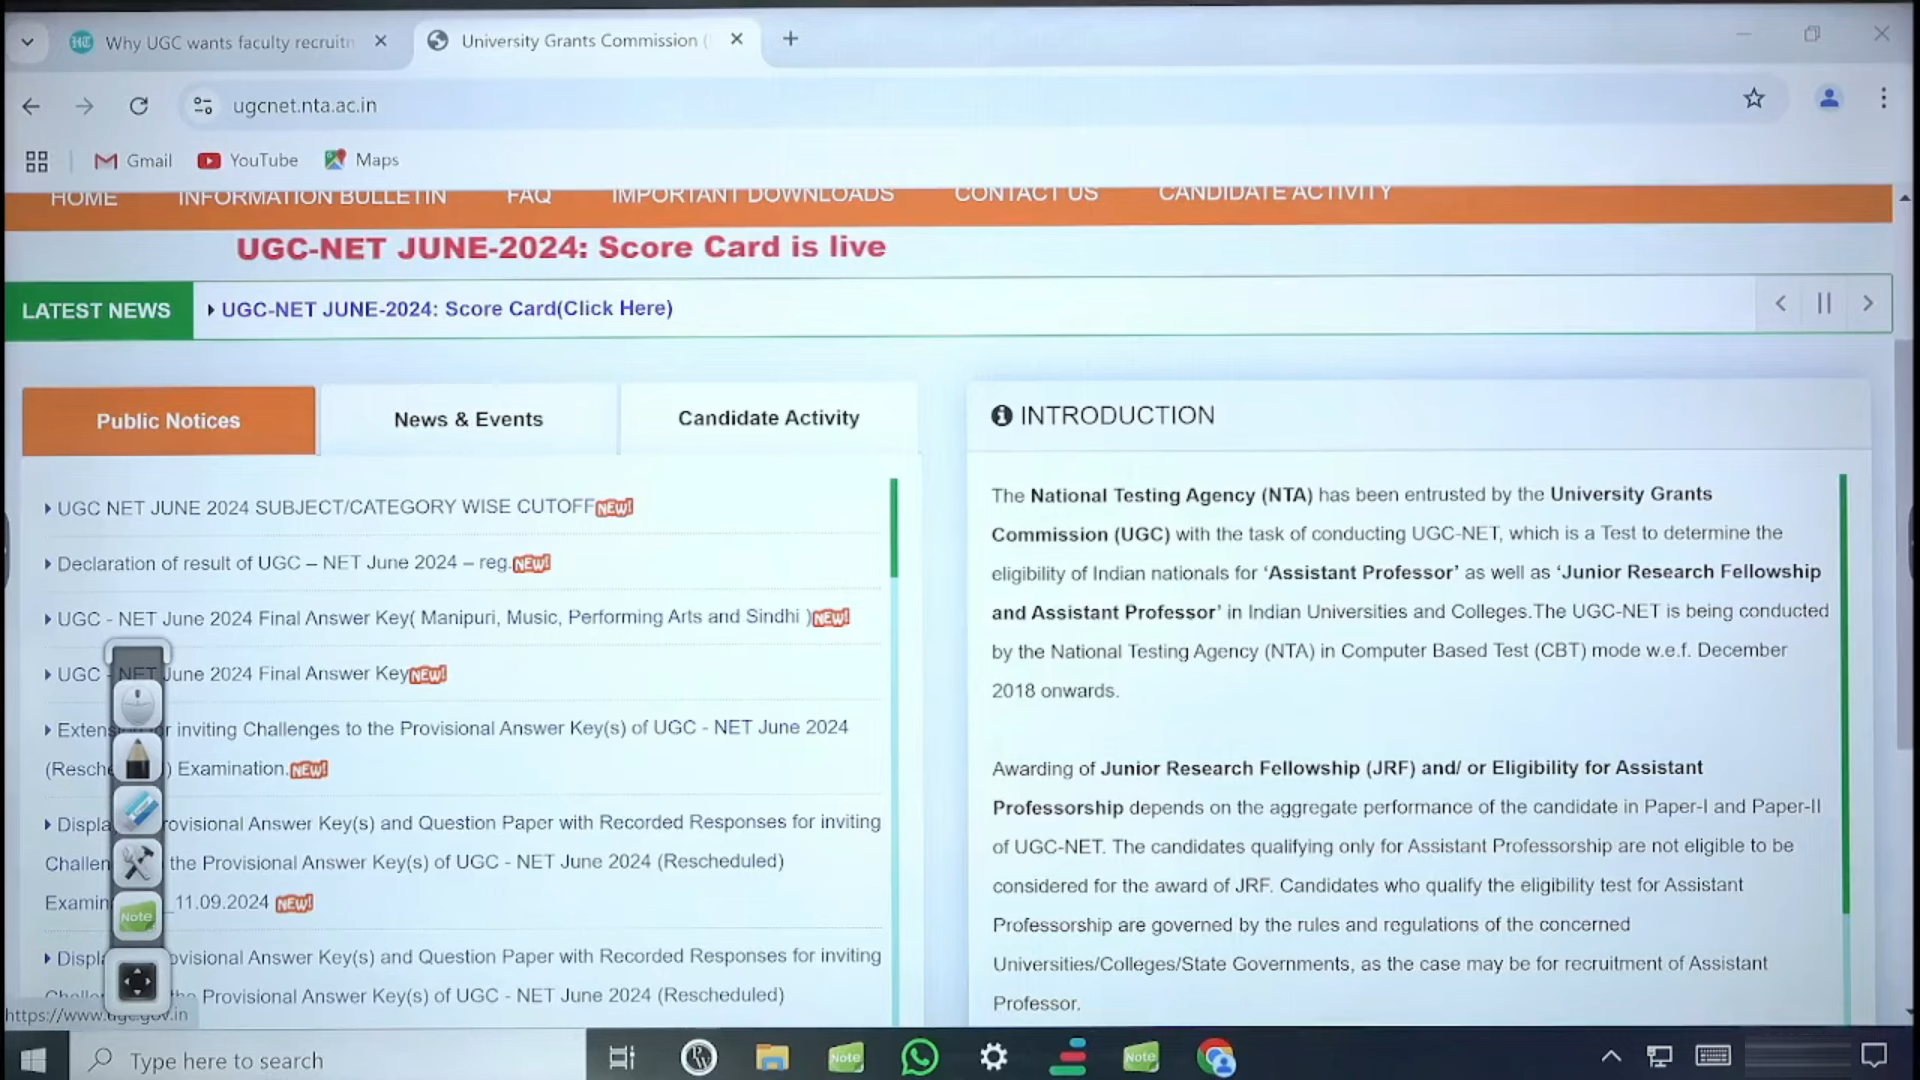 Why UGC wants faculty recruitn
University Grants Commission (
ugcnet.nta.ac.in
Gmail
YouTube
Maps
HOME
INFORMATION BULLETIN
FAQ
IMPORTANT DOWNLOADS
CONTACT US
CANDIDATE ACTIVITY
UGC-NET JUNE-2024: Score Card is live
LATEST NEWS
UGC-NET JUNE-2024: Score Card(Click Here)
Public Notices
News & Events
Candidate Activity
UGC NET JUNE 2024 SUBJECT/CATEGORY WISE CUTOFF NEW!
Declaration of result of UGC – NET June 2024 – reg. NEW!
UGC - NET June 2024 Final Answer Key( Manipuri, Music, Performing Arts and Sindhi ) NEW!
UGC - NET June 2024 Final Answer Key NEW!
inviting Challenges to the Provisional Answer Key(s) of UGC - NET June 2024
Examination. NEW!
Answer Key(s) and Question Paper with Recorded Responses for inviting
the Provisional Answer Key(s) of UGC - NET June 2024 (Rescheduled)
11.09.2024 NEW!
Answer Key(s) and Question Paper with Recorded Responses for inviting
Provisional Answer Key(s) of UGC - NET June 2024 (Rescheduled)
INTRODUCTION
The National Testing Agency (NTA) has been entrusted by the University Grants
Commission (UGC) with the task of conducting UGC-NET, which is a Test to determine the
eligibility of Indian nationals for ‘Assistant Professor’ as well as ‘Junior Research Fellowship
and Assistant Professor’ in Indian Universities and Colleges.The UGC-NET is being conducted
by the National Testing Agency (NTA) in Computer Based Test (CBT) mode w.e.f. December
2018 onwards.
Awarding of Junior Research Fellowship (JRF) and/ or Eligibility for Assistant
Professorship depends on the aggregate performance of the candidate in Paper-I and Paper-II
of UGC-NET. The candidates qualifying only for Assistant Professorship are not eligible to be
considered for the award of JRF. Candidates who qualify the eligibility test for Assistant
Professorship are governed by the rules and regulations of the concerned
Universities/Colleges/State Governments, as the case may be for recruitment of Assistant
Professor.
Note
https://www.ugc.gov.in
Type here to search
Note
Note